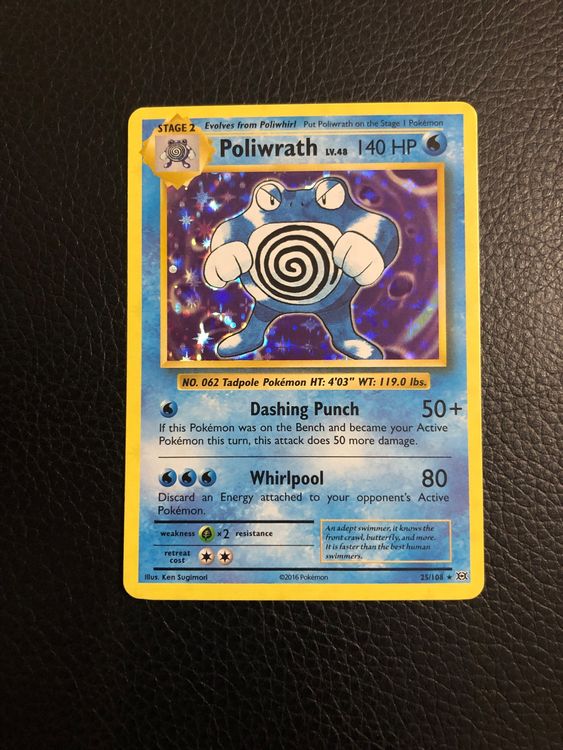 STAGE 2 Evolves from Poliwhirl Put Poliwrath on the Stage 1 Pokémon
Poliwrath LV.48 140 HP
NO. 062 Tadpole Pokémon HT: 4'03" WT: 119.0 lbs.
Dashing Punch 50+
If this Pokémon was on the Bench and became your Active
Pokémon this turn, this attack does 50 more damage.
Whirlpool 80
Discard an Energy attached to your opponent's Active
Pokémon.
weakness ×2 resistance
retreat
cost
An adept swimmer, it knows the
front crawl, butterfly, and more.
It is faster than the best human
swimmers.
Illus. Ken Sugimori ©2016 Pokémon 25/108